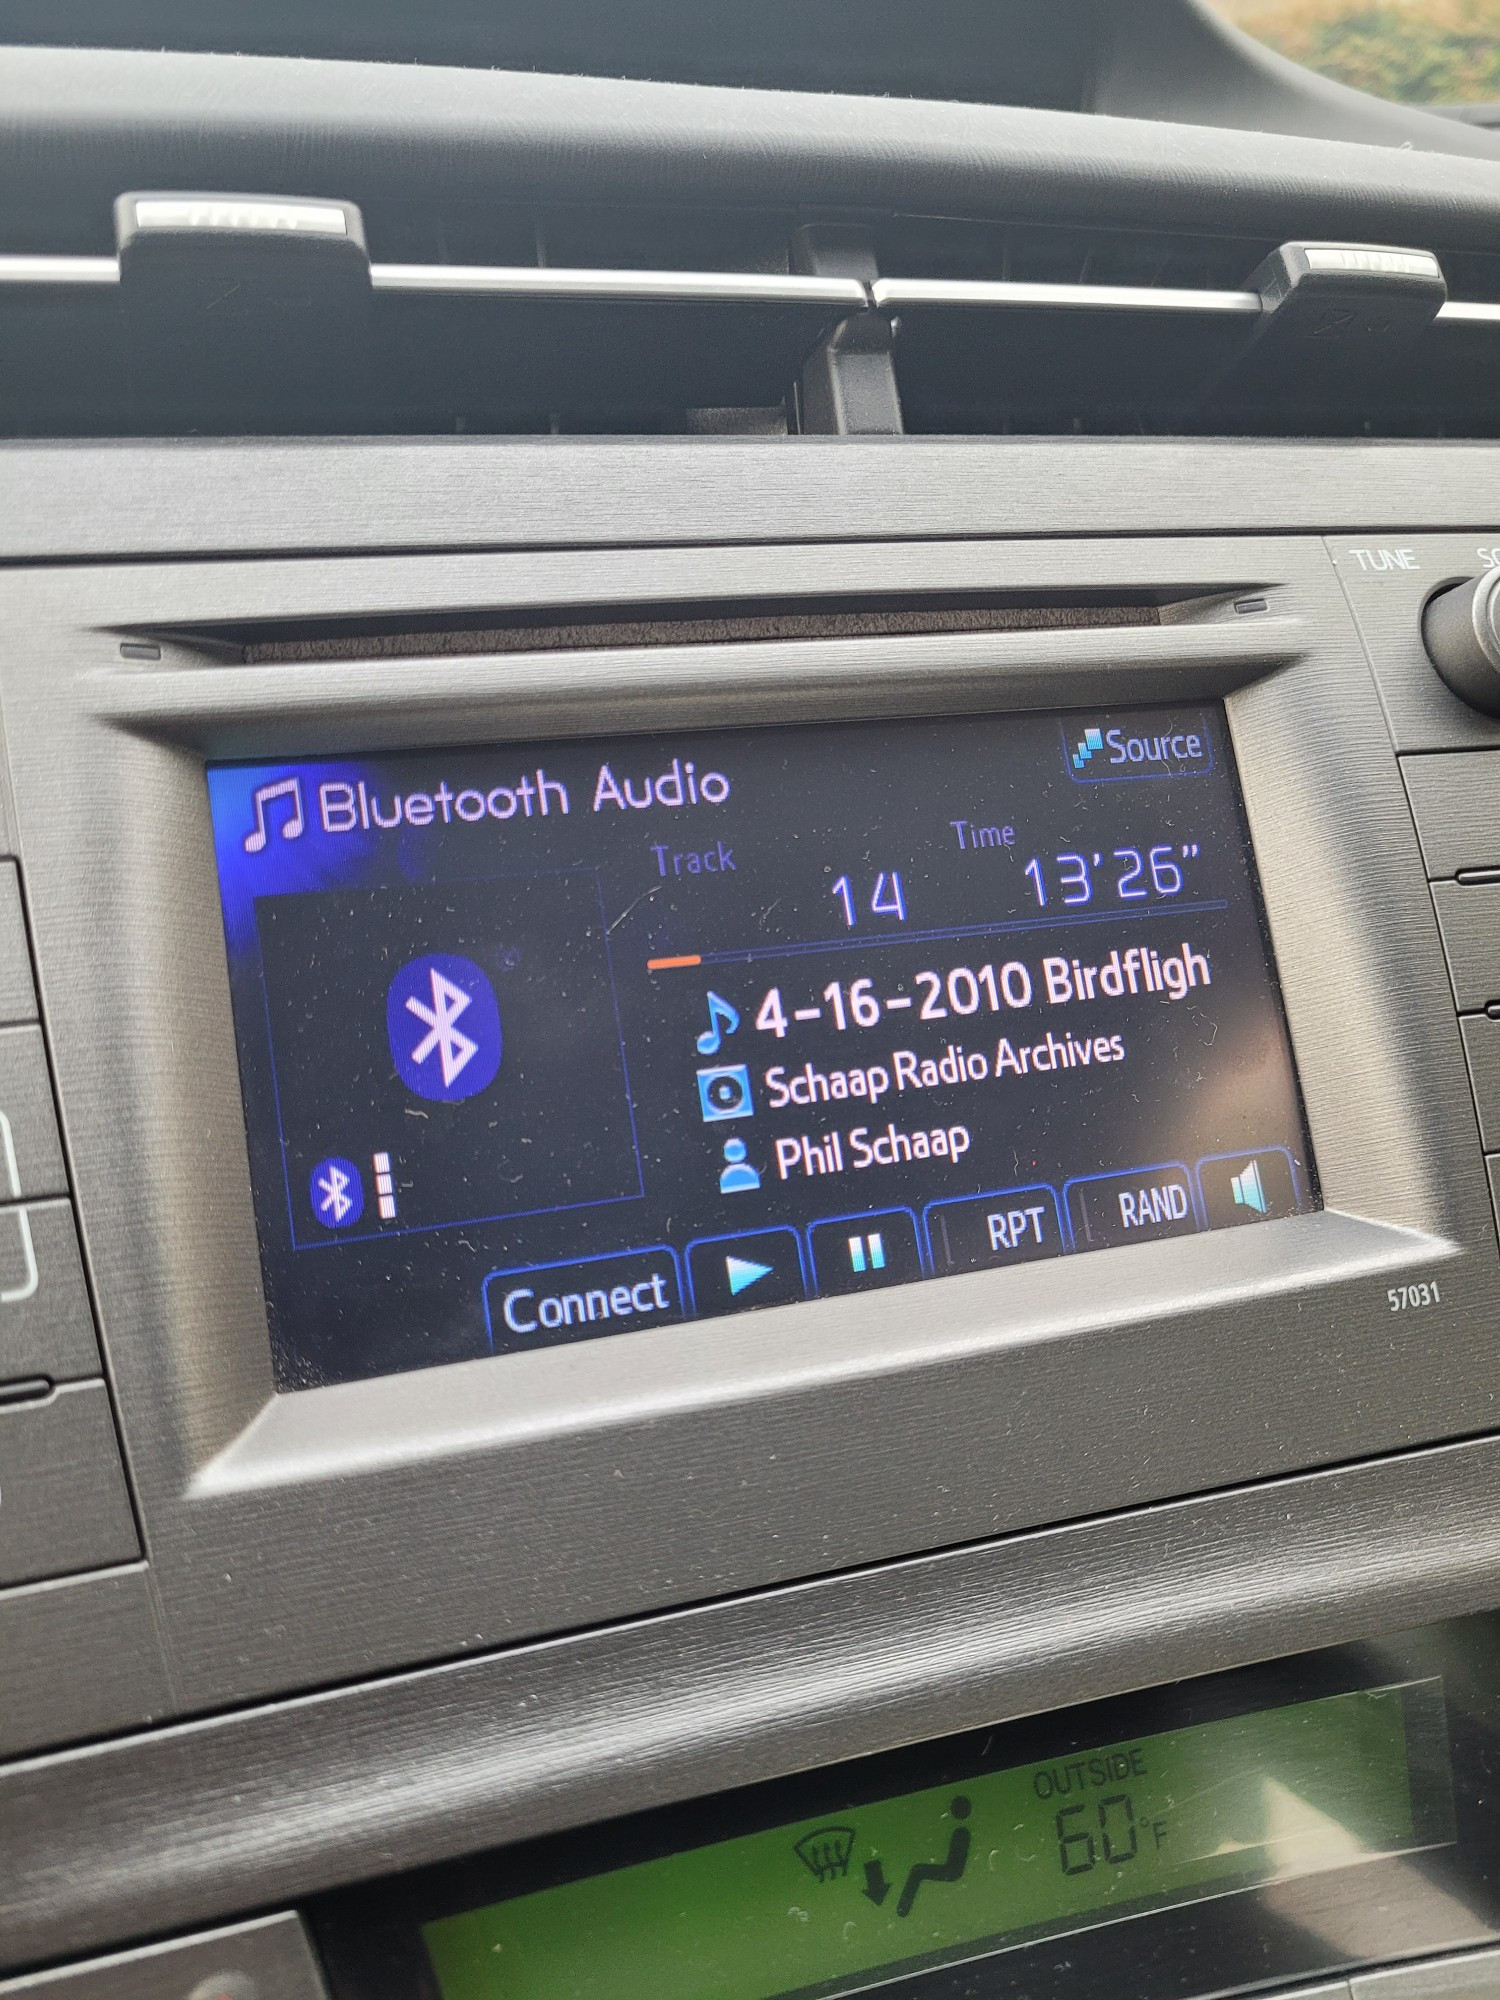 TUNE
Source
Bluetooth Audio
Track
Time
14
13'26"
4-16-2010 Birdfligh
Schaap Radio Archives
Phil Schaap
Connect
RPT
RAND
57031
OUTSIDE
60°F